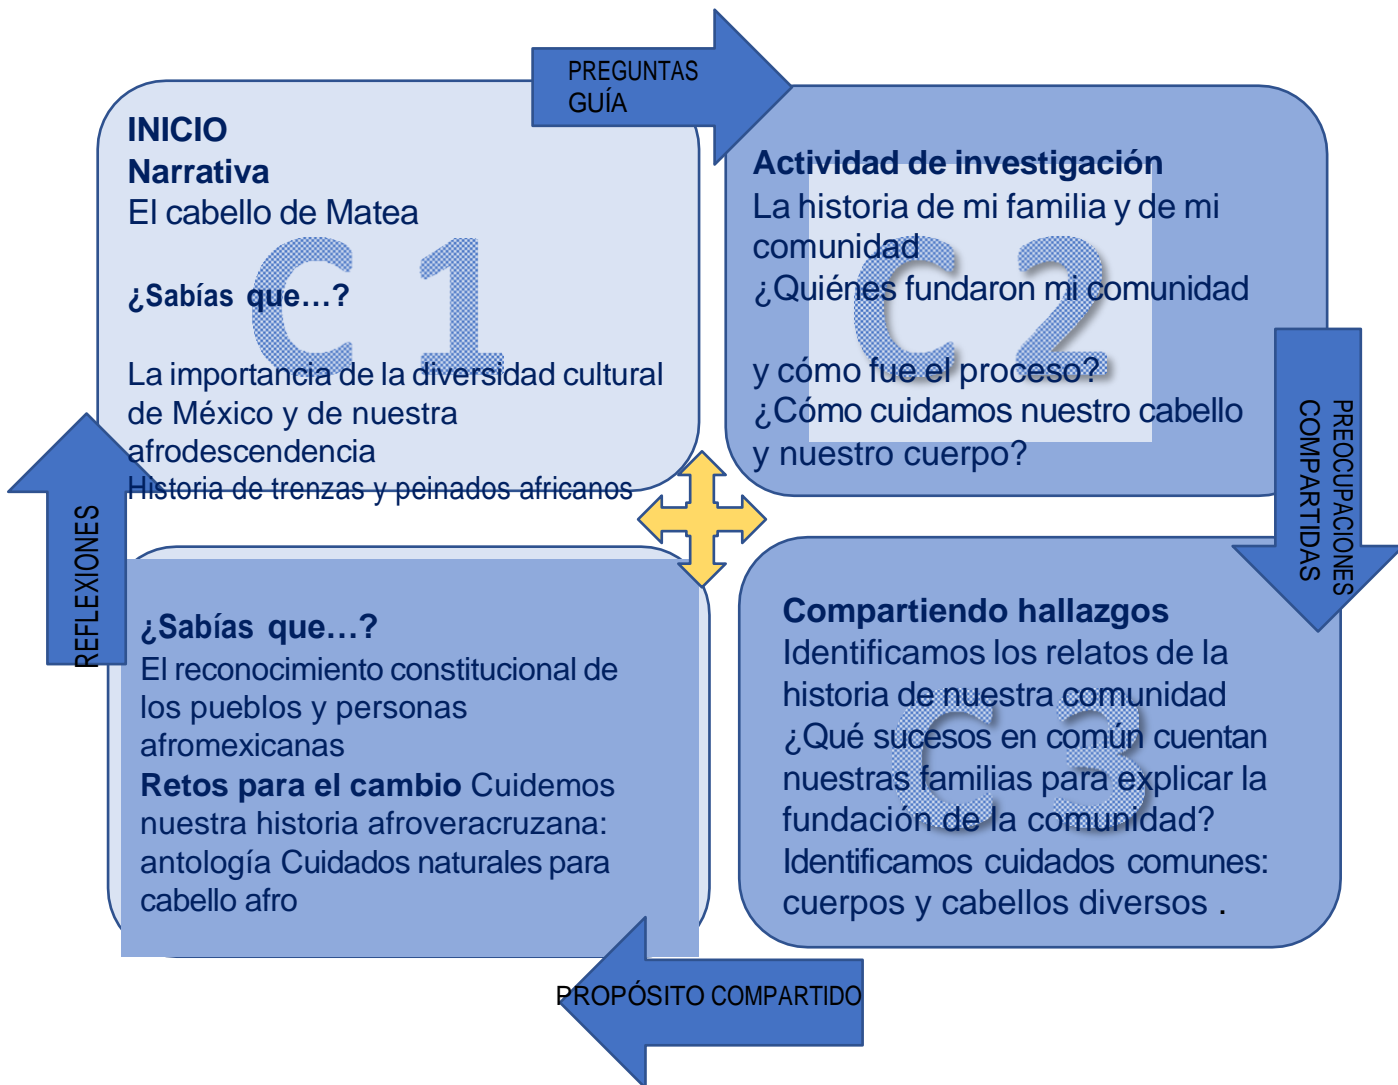 PREGUNTAS
GUÍA
INICIO
Narrativa
El cabello de Matea
C 1
¿Sabías que…?
La importancia de la diversidad cultural
de México y de nuestra
afrodescendencia
Historia de trenzas y peinados africanos
Actividad de investigación
La historia de mi familia y de mi
comunidad
C 2
¿Quiénes fundaron mi comunidad
y cómo fue el proceso?
¿Cómo cuidamos nuestro cabello
y nuestro cuerpo?
PREOCUPACIONES
COMPARTIDAS
Compartiendo hallazgos
Identificamos los relatos de la
historia de nuestra comunidad
C 3
¿Qué sucesos en común cuentan
nuestras familias para explicar la
fundación de la comunidad?
Identificamos cuidados comunes:
cuerpos y cabellos diversos .
PROPÓSITO COMPARTIDO
¿Sabías que…?
El reconocimiento constitucional de
los pueblos y personas
afromexicanas
Retos para el cambio Cuidemos
nuestra historia afroveracruzana:
antología Cuidados naturales para
cabello afro
REFLEXIONES